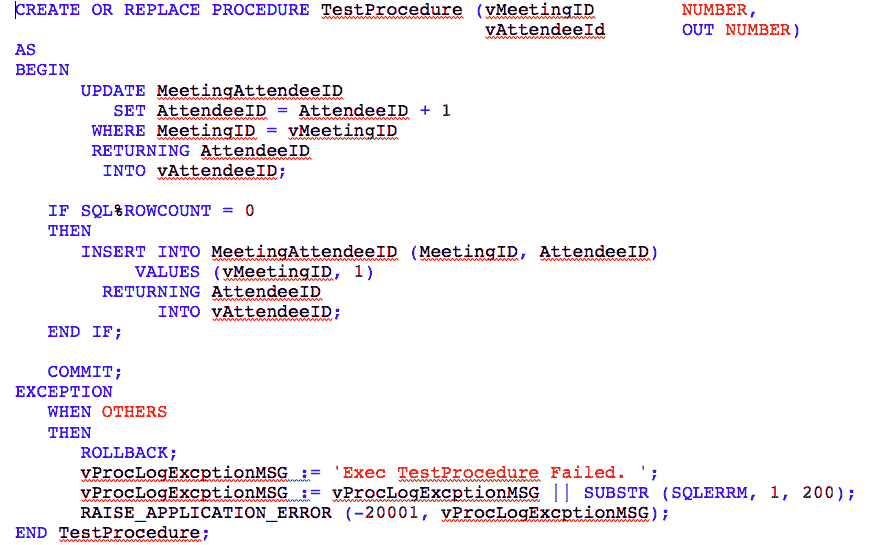 CREATE OR REPLACE PROCEDURE TestProcedure (vMeetingID        NUMBER,
                                           vAttendeeId       OUT NUMBER)
AS
BEGIN
      UPDATE MeetingAttendeeID
         SET AttendeeID = AttendeeID + 1
       WHERE MeetingID = vMeetingID
       RETURNING AttendeeID
        INTO vAttendeeID;

   IF SQL%ROWCOUNT = 0
   THEN
      INSERT INTO MeetingAttendeeID (MeetingID, AttendeeID)
           VALUES (vMeetingID, 1)
        RETURNING AttendeeID
             INTO vAttendeeID;
   END IF;

   COMMIT;
EXCEPTION
   WHEN OTHERS
   THEN
      ROLLBACK;
      vProcLogExcptionMSG := 'Exec TestProcedure Failed. ';
      vProcLogExcptionMSG := vProcLogExcptionMSG || SUBSTR (SQLERRM, 1, 200);
      RAISE_APPLICATION_ERROR (-20001, vProcLogExcptionMSG);
END TestProcedure;